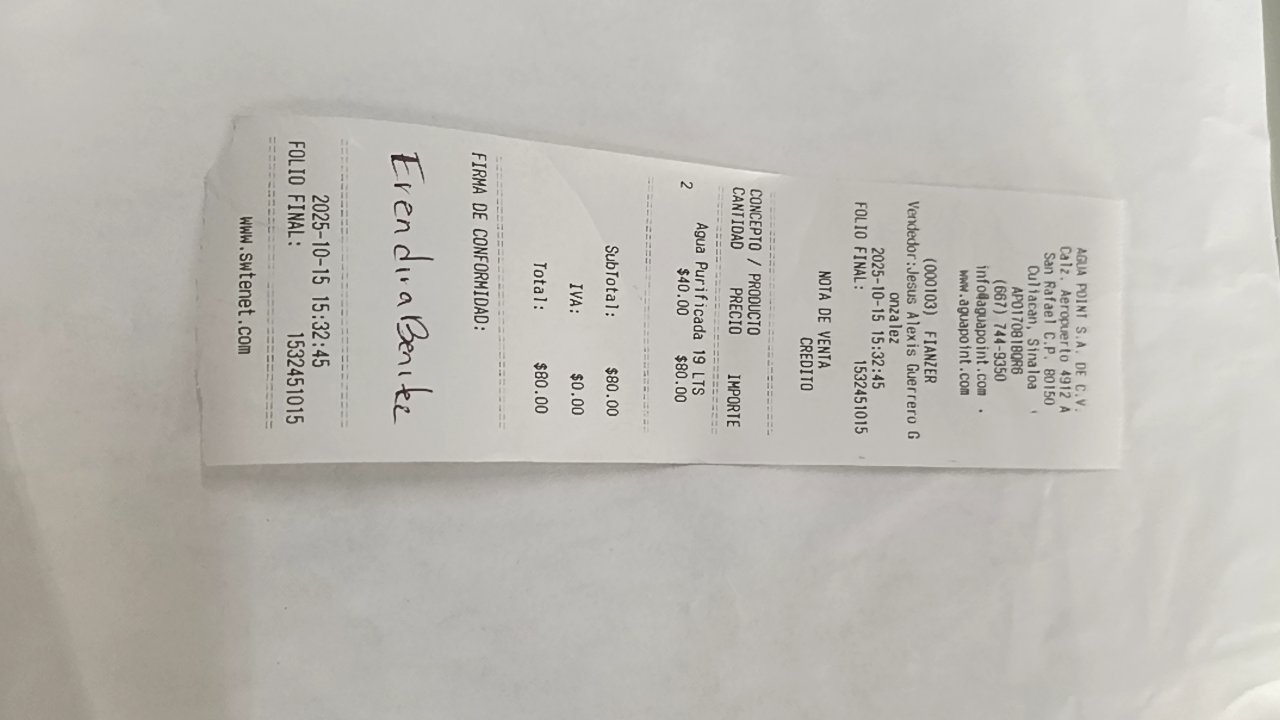 AGUA POINT S.A. DE C.V.
Calz. Aeropuerto 4912 A
San Rafael C.P. 80150
Culiacan, Sinaloa
APO170818QR6
(667) 744-9350
info@aguapoint.com
www.aguapoint.com
(000103) FIANZER
Vendedor:Jesus Alexis Guerrero G
onzalez
2025-10-15 15:32:45
FOLIO FINAL: 1532451015
NOTA DE VENTA
CREDITO
CONCEPTO / PRODUCTO
CANTIDAD PRECIO IMPORTE
Agua Purificada 19 LTS
2 $40.00 $80.00
SubTotal: $80.00
IVA: $0.00
Total: $80.00
FIRMA DE CONFORMIDAD:
Erendira Benitez
2025-10-15 15:32:45
FOLIO FINAL: 1532451015
www.swtenet.com